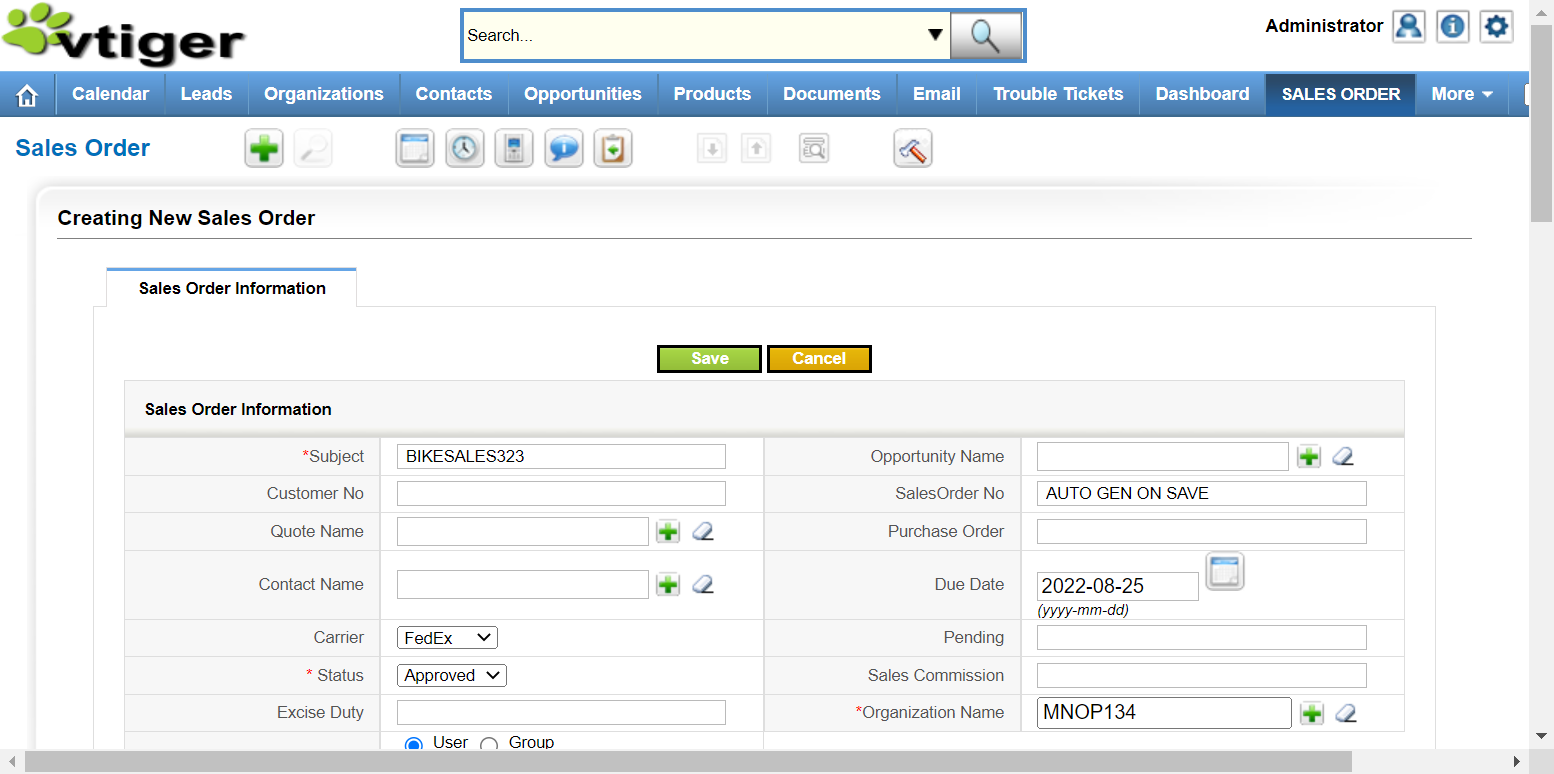 vtiger
Search...
Administrator
Calendar Leads Organizations Contacts Opportunities Products Documents Email Trouble Tickets Dashboard SALES ORDER More
Sales Order
Creating New Sales Order
Sales Order Information
Save Cancel
Sales Order Information
*Subject BIKESALES323 Opportunity Name
Customer No SalesOrder No AUTO GEN ON SAVE
Quote Name Purchase Order
Contact Name Due Date 2022-08-25
(yyyy-mm-dd)
Carrier FedEx Pending
* Status Approved Sales Commission
Excise Duty *Organization Name MNOP134
User Group